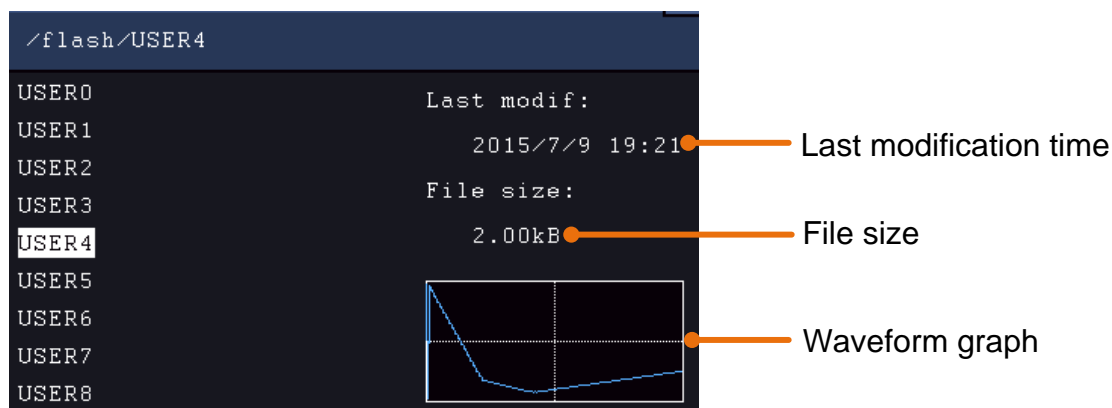 /flash/USER4
USER0
USER1
USER2
USER3
USER4
USER5
USER6
USER7
USER8
Last modif:
2015/7/9 19:21
File size:
2.00kB
Last modification time
File size
Waveform graph